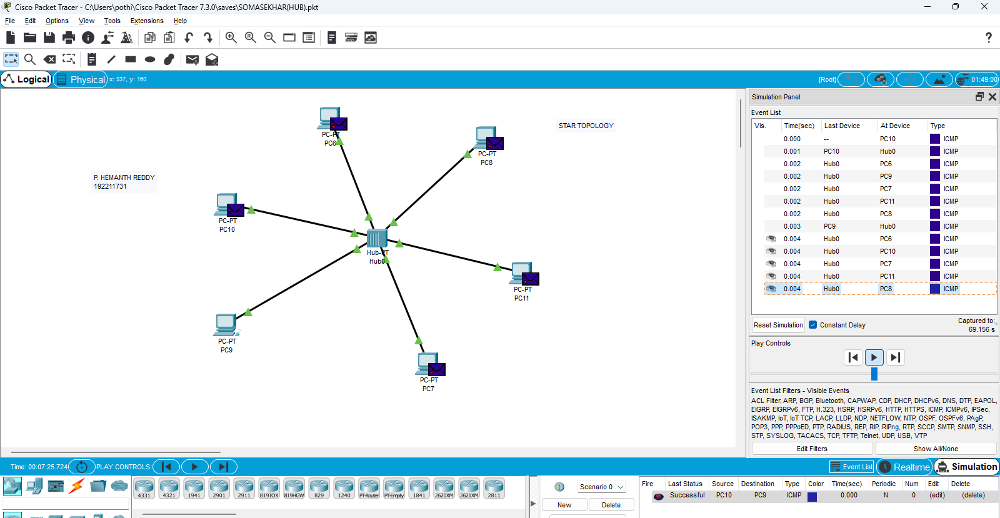 Cisco Packet Tracer - C:\Users\pothi\Cisco Packet Tracer 7.3.0\saves\SOMASEKHAR(HUB).pkt
File Edit Options View Tools Extensions Help
?
Logical Physical x: 937, y: 160 [Root] 01:49:00
PC-PT
PC6
PC-PT
PC8
STAR TOPOLOGY
P. HEMANTH REDDY
192211731
PC-PT
PC10
Hub-PT
Hub0
PC-PT
PC11
PC-PT
PC9
PC-PT
PC7
Simulation Panel
Event List
Vis. Time(sec) Last Device At Device Type
0.000 -- PC10 ICMP
0.001 PC10 Hub0 ICMP
0.002 Hub0 PC6 ICMP
0.002 Hub0 PC9 ICMP
0.002 Hub0 PC7 ICMP
0.002 Hub0 PC11 ICMP
0.002 Hub0 PC8 ICMP
0.003 PC9 Hub0 ICMP
0.004 Hub0 PC6 ICMP
0.004 Hub0 PC10 ICMP
0.004 Hub0 PC7 ICMP
0.004 Hub0 PC11 ICMP
0.004 Hub0 PC8 ICMP
Reset Simulation Constant Delay Captured to:
69.156 s
Play Controls
Event List Filters - Visible Events
ACL Filter, ARP, BGP, Bluetooth, CAPWAP, CDP, DHCP, DHCPv6, DNS, DTP, EAPOL,
EIGRP, EIGRPv6, FTP, H.323, HSRP, HSRPv6, HTTP, HTTPS, ICMP, ICMPv6, IPSec,
ISAKMP, IoT, IoT TCP, LACP, LLDP, NDP, NETFLOW, NTP, OSPF, OSPFv6, PAgP,
POP3, PPP, PPPoED, PTP, RADIUS, REP, RIP, RIPng, RTP, SCCP, SMTP, SNMP, SSH,
STP, SYSLOG, TACACS, TCP, TFTP, Telnet, UDP, USB, VTP
Edit Filters Show All/None
Time: 00:07:25.724 PLAY CONTROLS: Event List Realtime Simulation
4331 4321 1941 2901 2911 819IOX 819HGW 829 1240 PT-Router PT-Empty 1841 2620XM 2621XM 2811
Scenario 0
New Delete
Fire Last Status Source Destination Type Color Time(sec) Periodic Num Edit Delete
Successful PC10 PC9 ICMP 0.000 N 0 (edit) (delete)